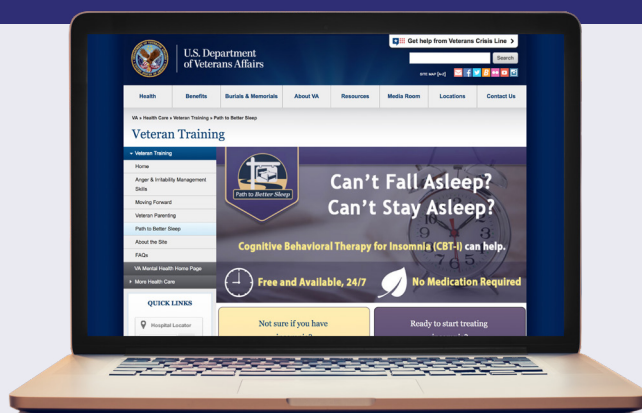 Get help from Veterans Crisis Line >
U.S. Department
of Veterans Affairs
Search
SITE MAP [A-Z]
Health
Benefits
Burials & Memorials
About VA
Resources
Media Room
Locations
Contact Us
VA » Health Care » Veteran Training » Path to Better Sleep
Veteran Training
Veteran Training
Home
Anger & Irritability Management
Skills
Moving Forward
Veteran Parenting
Path to Better Sleep
About the Site
FAQs
VA Mental Health Home Page
More Health Care
QUICK LINKS
Hospital Locator
Path to Better Sleep
Can't Fall Asleep?
Can't Stay Asleep?
Cognitive Behavioral Therapy for Insomnia (CBT-I) can help.
Free and Available, 24/7
No Medication Required
Not sure if you have
Ready to start treating